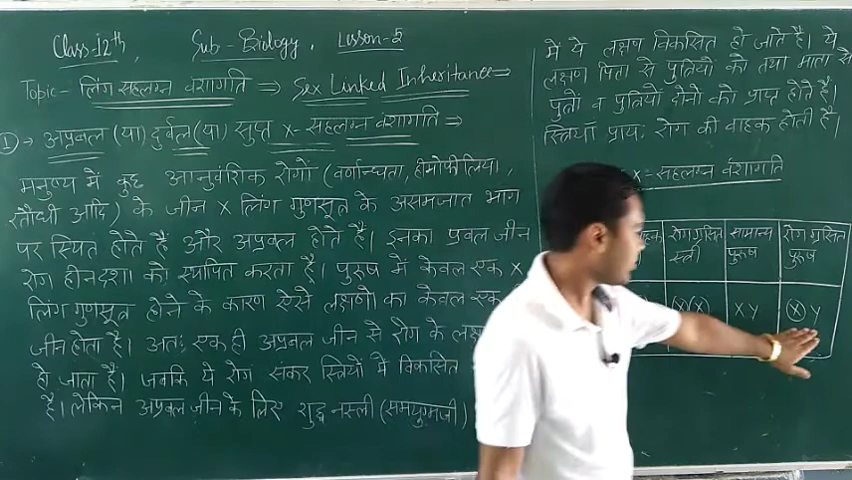 Class-12th, Sub-Biology. Lesson-5
Topic- लिंग सहलग्न वंशागति ⇒ Sex Linked Inheritance ⇒
① → अप्रबल (या) दुर्बल (या) सुप्त x-सहलग्न वंशागति ⇒
मनुष्य में कुछ आनुवंशिक रोगों (वर्णान्धता, हीमोफीलिया,
रतौंधी आदि) के जीन X लिंग गुणसूत्र के असमजात भाग
पर स्थित होते है और अप्रबल होते है। इनका प्रबल जीन
रोग हीनदशा को स्थापित करता है। पुरूष में केवल एक X
लिंग गुणसूत्र होने के कारण ऐसे लक्षणों का केवल एक
जीन होता है। अतः एक ही अप्रबल जीन से रोग के
हो जाता है। जबकि ये रोग संकर स्त्रियों में विकसित
है। लेकिन अप्रबल जीन के लिए शुद्ध नस्ली (समयुग्मजी)
में ये लक्षण विकसित हो जाते है। ये
लक्षण पिता से पुत्रियों को तथा माता से
पुत्रों व पुत्रियों दोनो को प्राप्त होते है।
स्त्रियाँ प्रायः रोग की वाहक होती है।
x-सहलग्न वंशागति
रोग ग्रसित स्त्री सामान्य पुरूष रोग ग्रसित पुरूष
X X X Y X Y